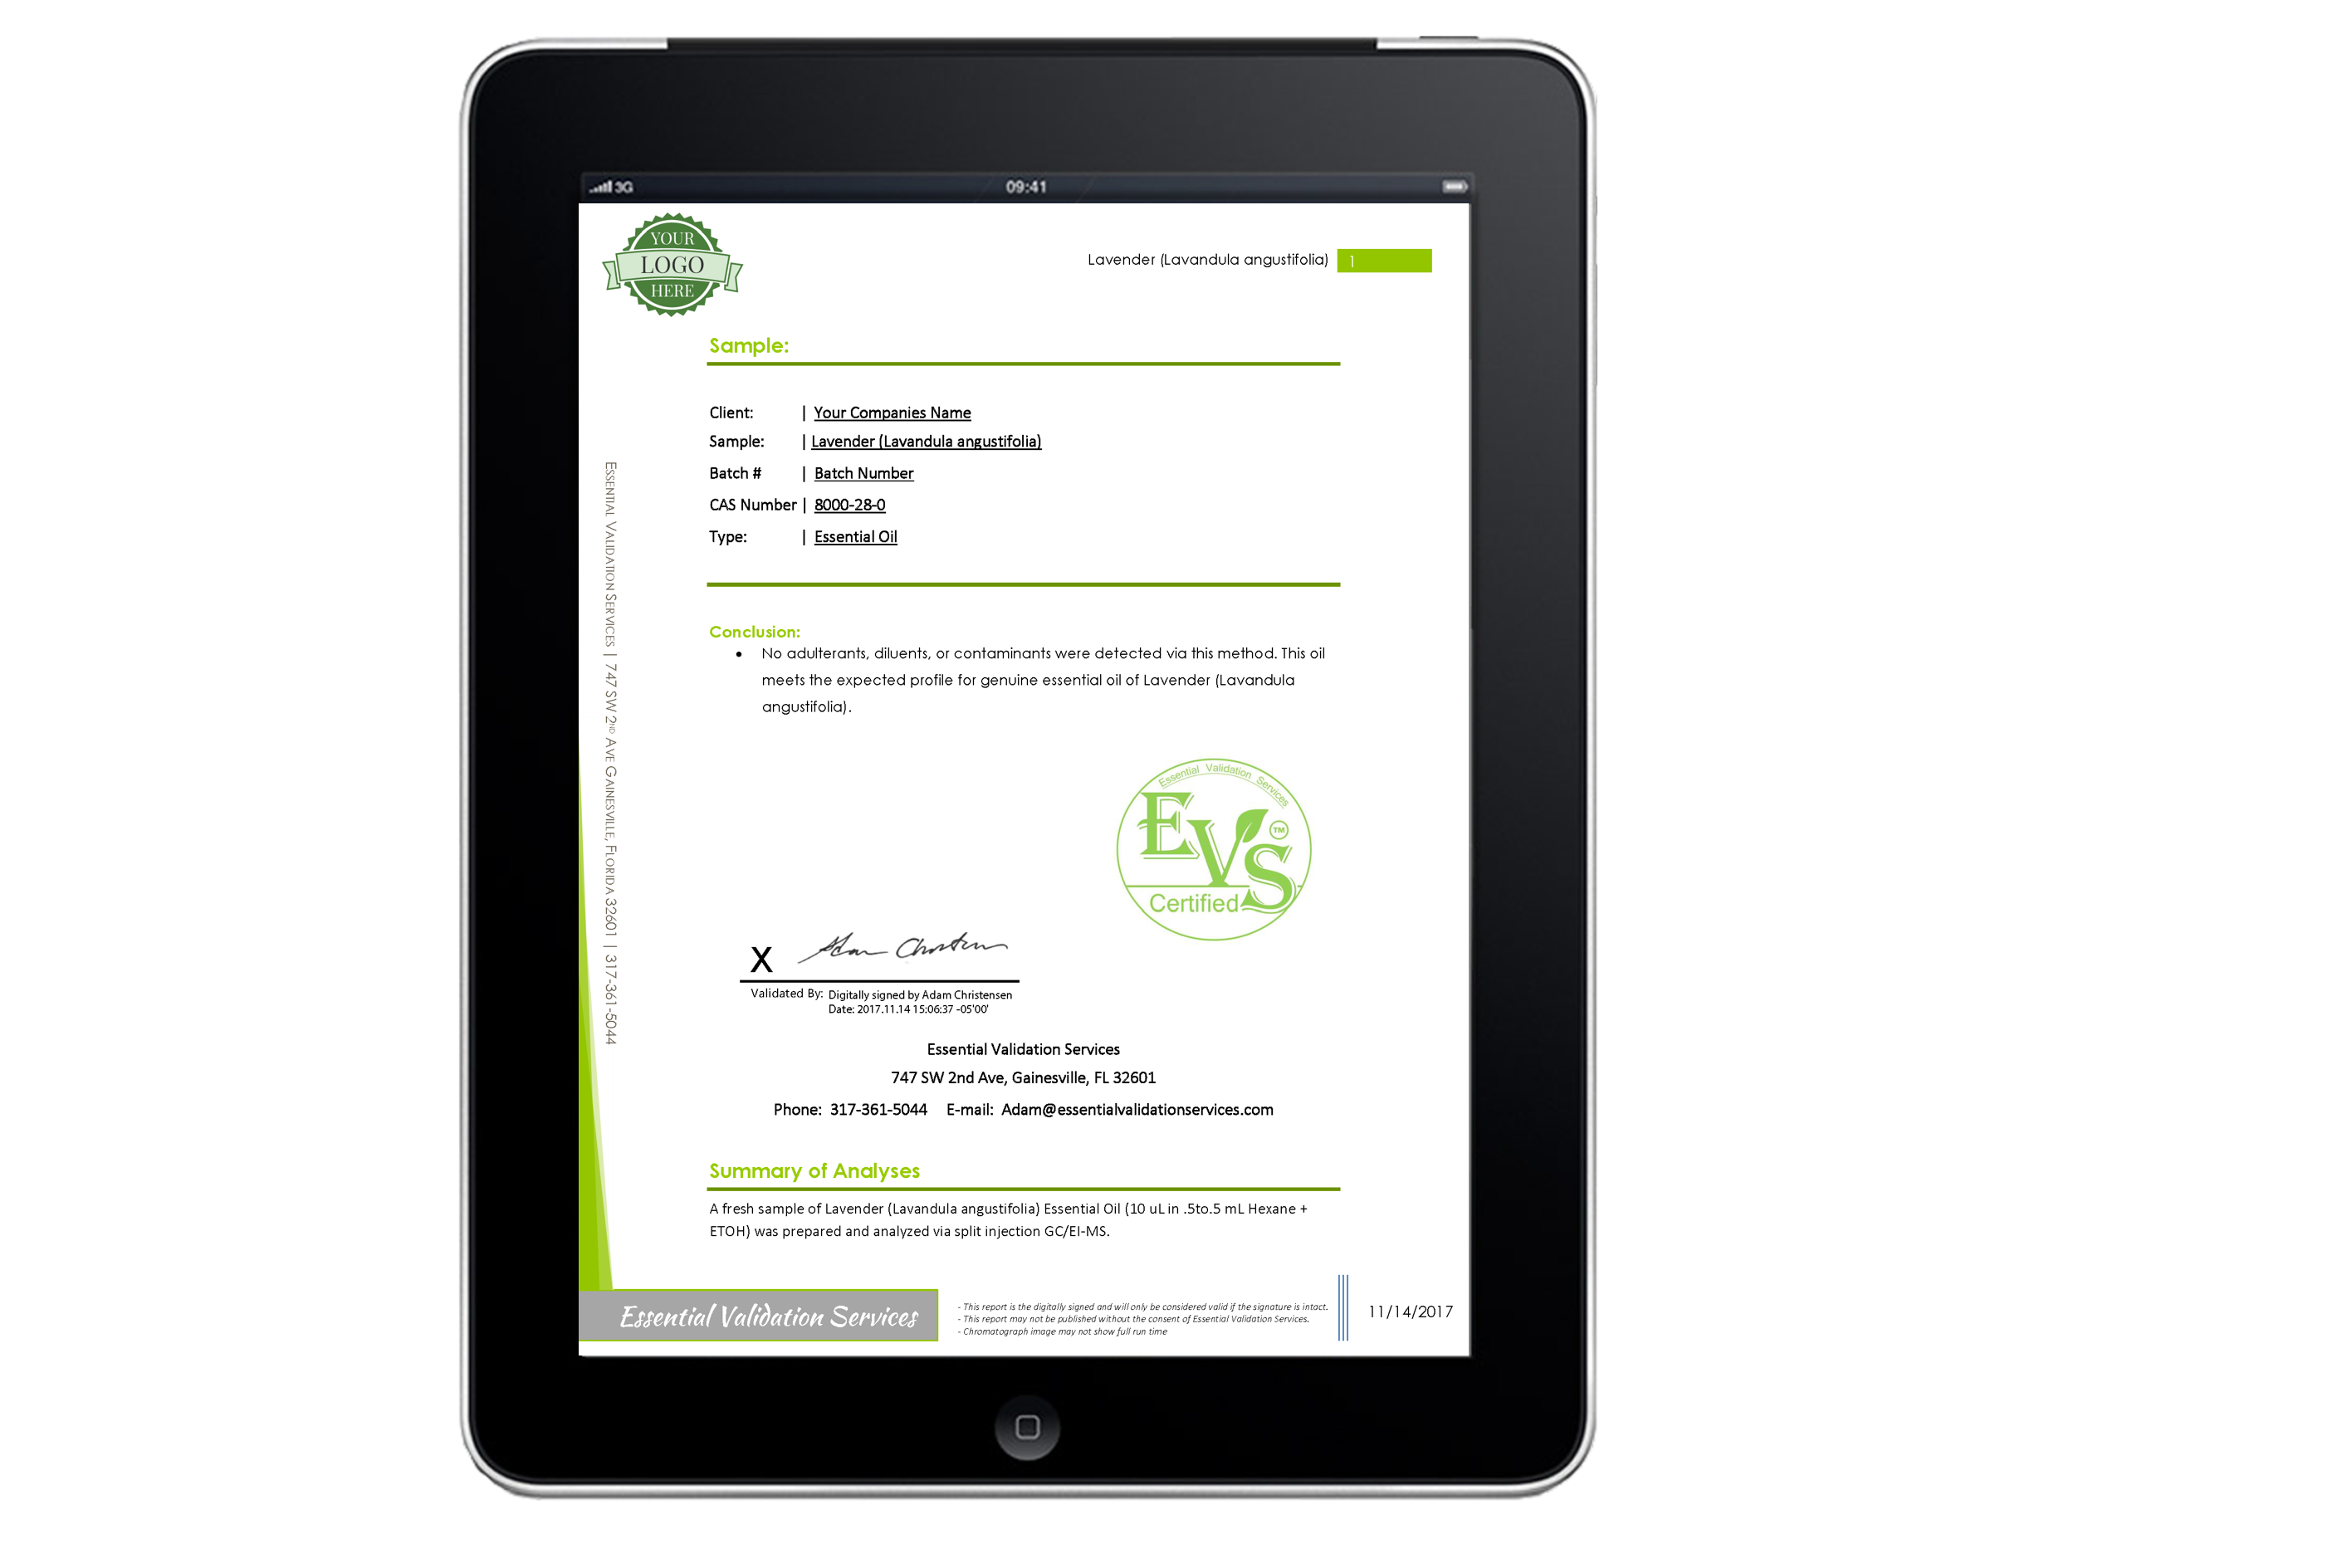 3G
09:41
YOUR
LOGO
HERE
Lavender (Lavandula angustifolia) 1
Sample:
Client: | Your Companies Name
Sample: | Lavender (Lavandula angustifolia)
Batch # | Batch Number
CAS Number | 8000-28-0
Type: | Essential Oil
Conclusion:
• No adulterants, diluents, or contaminants were detected via this method. This oil
meets the expected profile for genuine essential oil of Lavender (Lavandula
angustifolia).
ESSENTIAL VALIDATION SERVICES | 747 SW 2ND AVE GAINESVILLE, FLORIDA 32601 | 317-361-5044
Essential Validation Services
EVS TM
Certified
X Adam Christensen
Validated By: Digitally signed by Adam Christensen
Date: 2017.11.14 15:06:37 -05'00'
Essential Validation Services
747 SW 2nd Ave, Gainesville, FL 32601
Phone: 317-361-5044 E-mail: Adam@essentialvalidationservices.com
Summary of Analyses
A fresh sample of Lavender (Lavandula angustifolia) Essential Oil (10 uL in .5to.5 mL Hexane +
ETOH) was prepared and analyzed via split injection GC/EI-MS.
Essential Validation Services
- This report is the digitally signed and will only be considered valid if the signature is intact.
- This report may not be published without the consent of Essential Validation Services.
- Chromatograph image may not show full run time
11/14/2017